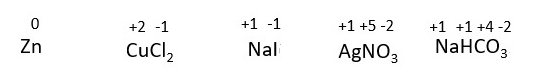 0 +2 -1 +1 -1 +1 +5 -2 +1 +1 +4 -2
Zn CuCl₂ NaI AgNO₃ NaHCO₃